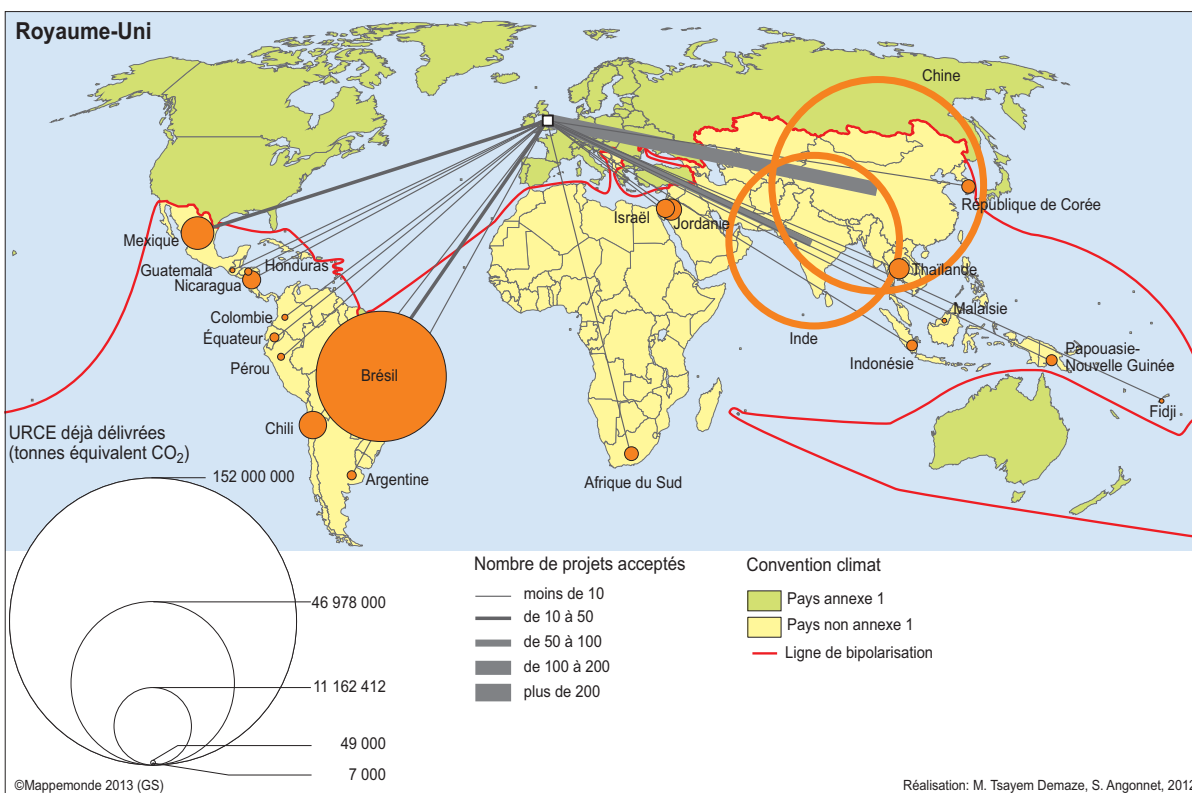 Royaume-Uni
Chine
République de Corée
Israël
Jordanie
Mexique
Guatemala
Honduras
Nicaragua
Thaïlande
Colombie
Malaisie
Équateur
Inde
Indonésie
Papouasie-
Nouvelle Guinée
Pérou
Brésil
Fidji
Chili
Argentine
Afrique du Sud
URCE déjà délivrées
(tonnes équivalent CO₂)
152 000 000
46 978 000
11 162 412
49 000
7 000
Nombre de projets acceptés
moins de 10
de 10 à 50
de 50 à 100
de 100 à 200
plus de 200
Convention climat
Pays annexe 1
Pays non annexe 1
Ligne de bipolarisation
©Mappemonde 2013 (GS)
Réalisation: M. Tsayem Demaze, S. Angonnet, 2012